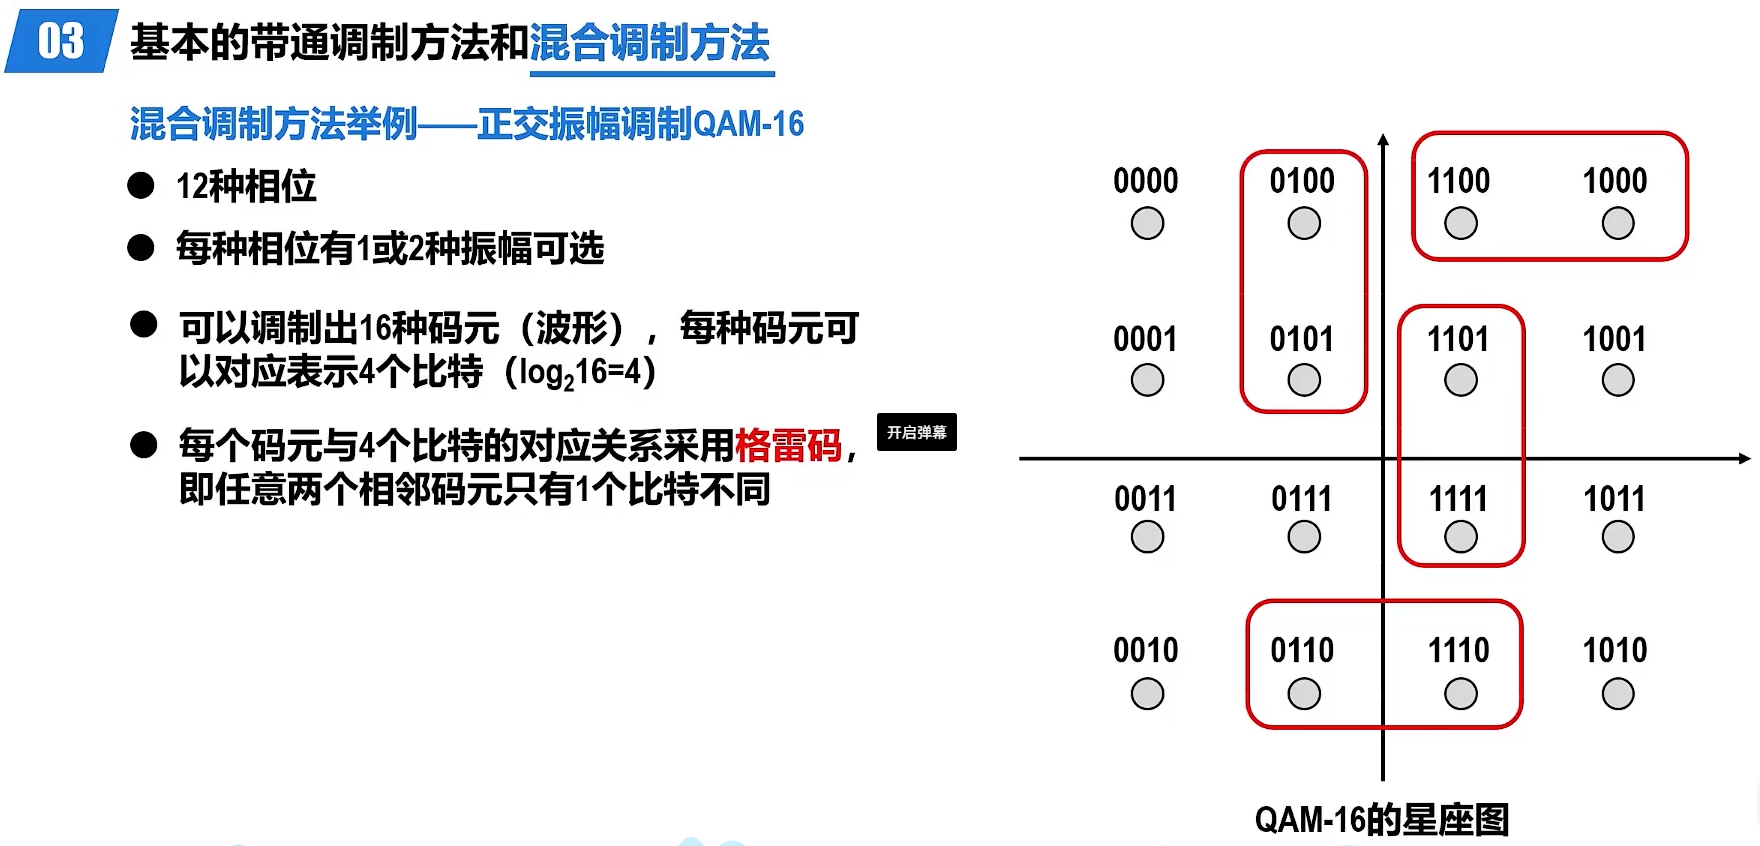 03 基本的带通调制方法和混合调制方法
混合调制方法举例——正交振幅调制QAM-16
● 12种相位
● 每种相位有1或2种振幅可选
● 可以调制出16种码元（波形），每种码元可
以对应表示4个比特（log₂16=4）
● 每个码元与4个比特的对应关系采用格雷码，
即任意两个相邻码元只有1个比特不同
开启弹幕
0000 0100 1100 1000
0001 0101 1101 1001
0011 0111 1111 1011
0010 0110 1110 1010
QAM-16的星座图